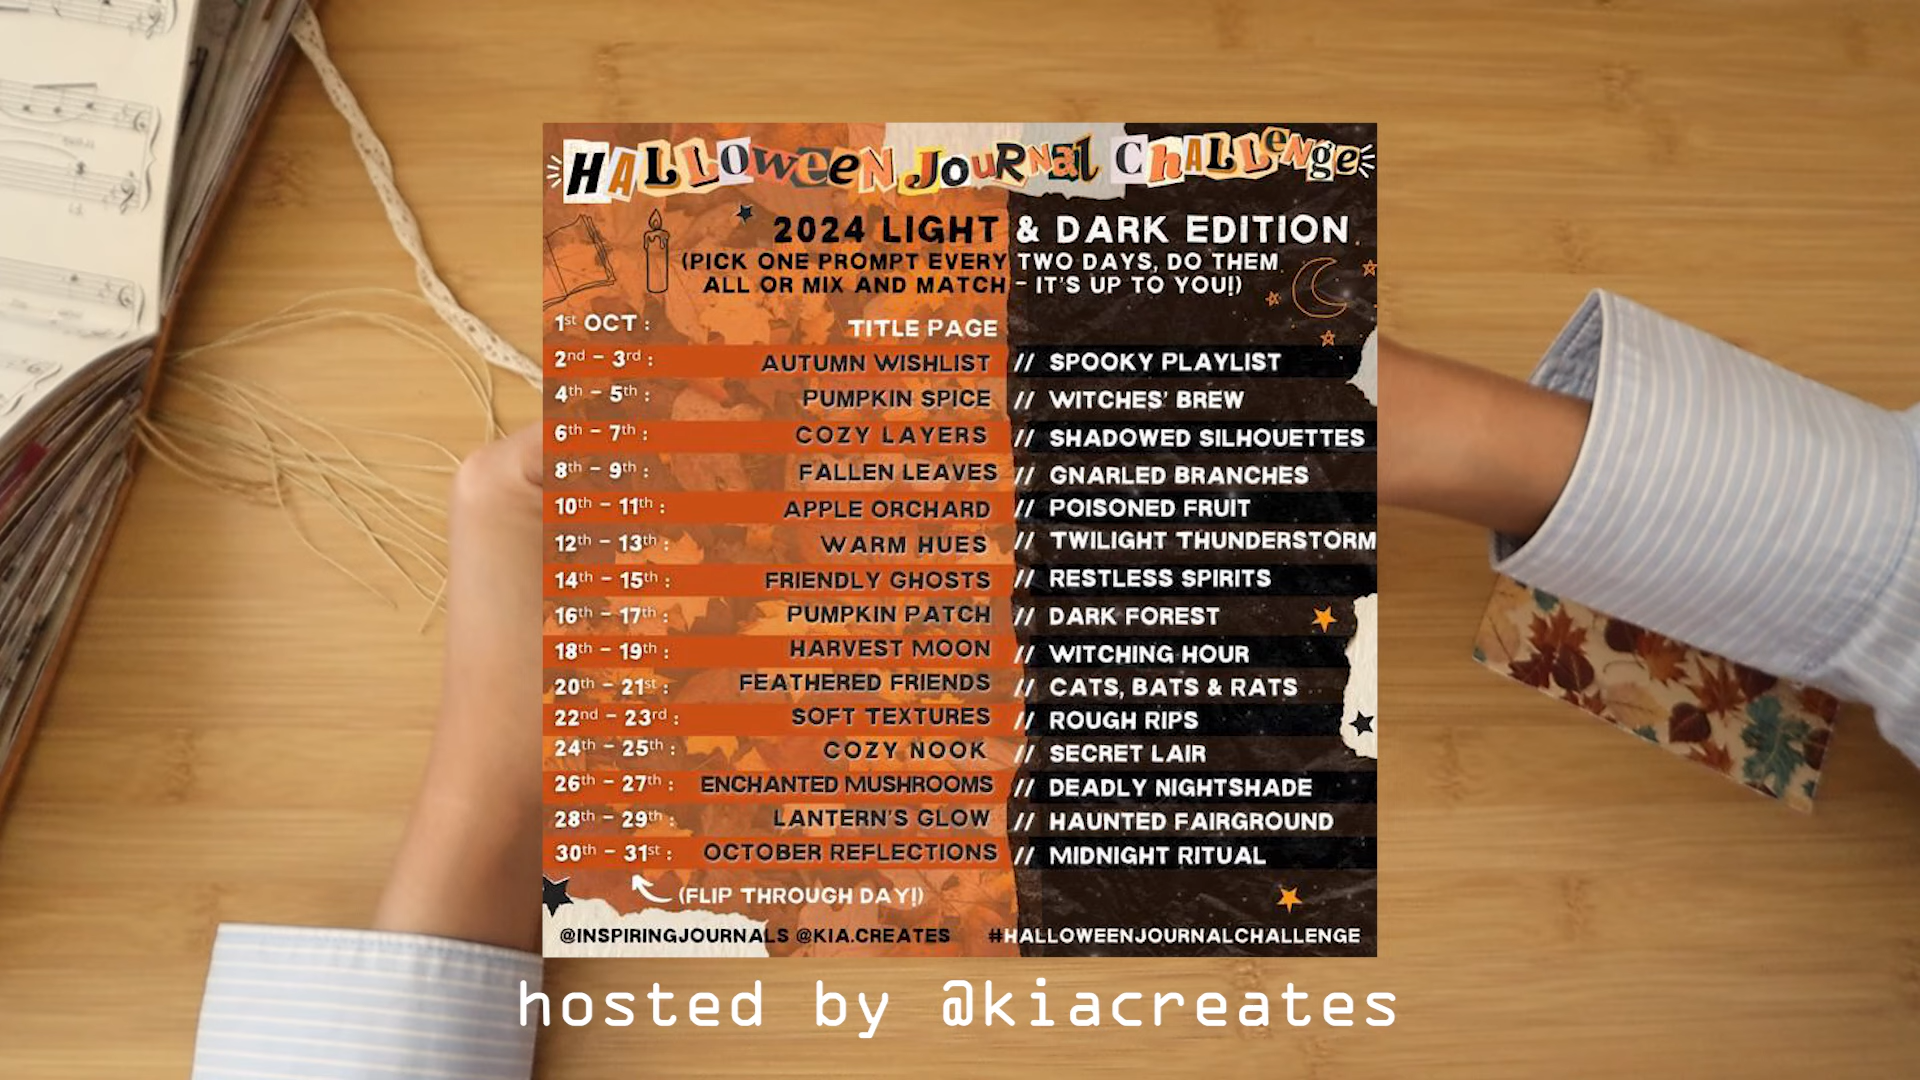 HALLOWEEN JOURNAL CHALLENGE
2024 LIGHT & DARK EDITION
(PICK ONE PROMPT EVERY TWO DAYS, DO THEM
ALL OR MIX AND MATCH - IT'S UP TO YOU!)
1st OCT : TITLE PAGE
2nd - 3rd : AUTUMN WISHLIST // SPOOKY PLAYLIST
4th - 5th : PUMPKIN SPICE // WITCHES' BREW
6th - 7th : COZY LAYERS // SHADOWED SILHOUETTES
8th - 9th : FALLEN LEAVES // GNARLED BRANCHES
10th - 11th : APPLE ORCHARD // POISONED FRUIT
12th - 13th : WARM HUES // TWILIGHT THUNDERSTORM
14th - 15th : FRIENDLY GHOSTS // RESTLESS SPIRITS
16th - 17th : PUMPKIN PATCH // DARK FOREST
18th - 19th : HARVEST MOON // WITCHING HOUR
20th - 21st : FEATHERED FRIENDS // CATS, BATS & RATS
22nd - 23rd : SOFT TEXTURES // ROUGH RIPS
24th - 25th : COZY NOOK // SECRET LAIR
26th - 27th : ENCHANTED MUSHROOMS // DEADLY NIGHTSHADE
28th - 29th : LANTERN'S GLOW // HAUNTED FAIRGROUND
30th - 31st : OCTOBER REFLECTIONS // MIDNIGHT RITUAL
(FLIP THROUGH DAY!)
@INSPIRINGJOURNALS @KIA.CREATES #HALLOWEENJOURNALCHALLENGE
hosted by @kiacreates